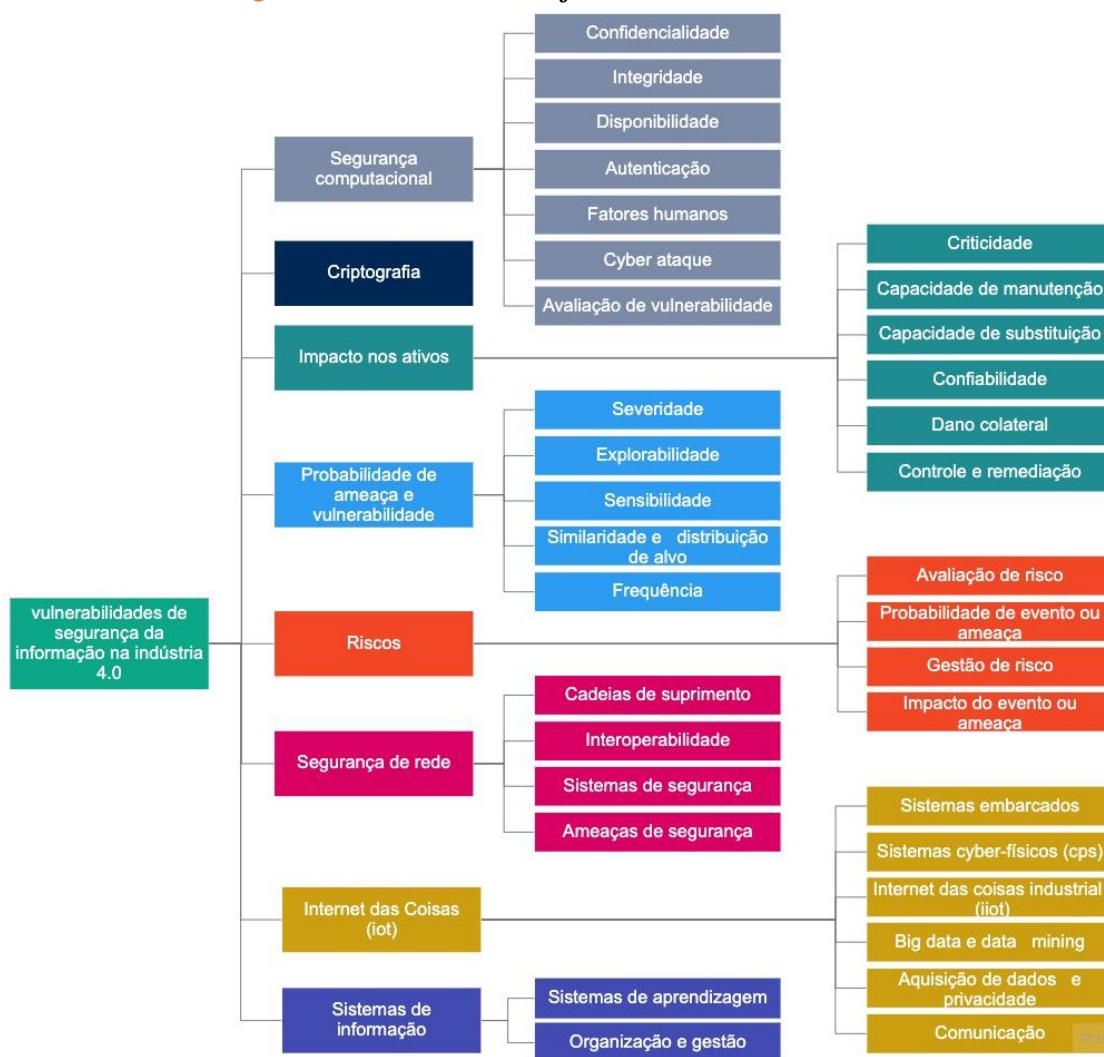 vulnerabilidades de
segurança da
informação na indústria
4.0
Segurança
computacional
Confidencialidade
Integridade
Disponibilidade
Autenticação
Fatores humanos
Cyber ataque
Avaliação de vulnerabilidade
Criptografia
Impacto nos ativos
Criticidade
Capacidade de manutenção
Capacidade de substituição
Confiabilidade
Dano colateral
Controle e remediação
Probabilidade de
ameaça e
vulnerabilidade
Severidade
Explorabilidade
Sensibilidade
Similaridade e distribuição
de alvo
Frequência
Riscos
Avaliação de risco
Probabilidade de evento ou
ameaça
Gestão de risco
Impacto do evento ou
ameaça
Segurança de rede
Cadeias de suprimento
Interoperabilidade
Sistemas de segurança
Ameaças de segurança
Internet das Coisas
(iot)
Sistemas embarcados
Sistemas cyber-físicos (cps)
Internet das coisas industrial
(iiot)
Big data e data mining
Aquisição de dados e
privacidade
Comunicação
Sistemas de
informação
Sistemas de aprendizagem
Organização e gestão